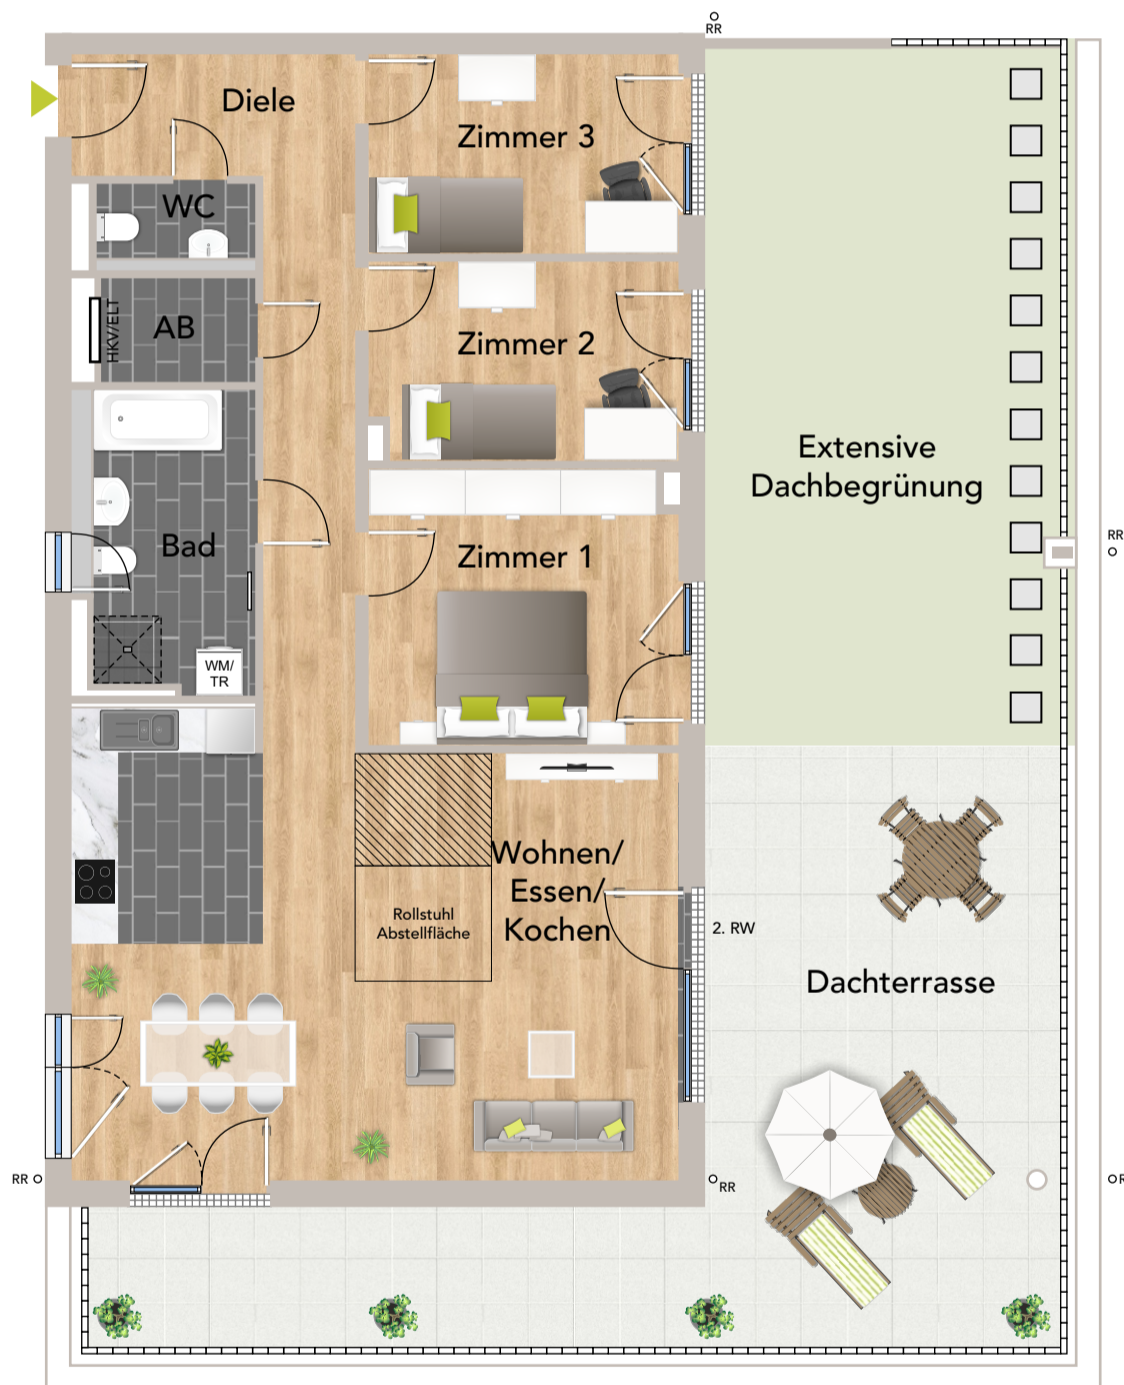 RR
Diele
Zimmer 3
WC
HKV/ELT
AB
Zimmer 2
Extensive
Dachbegrünung
Bad
Zimmer 1
RR
WM/
TR
Wohnen/
Essen/
Kochen
Rollstuhl
Abstellfläche
2. RW
Dachterrasse
RR
RR